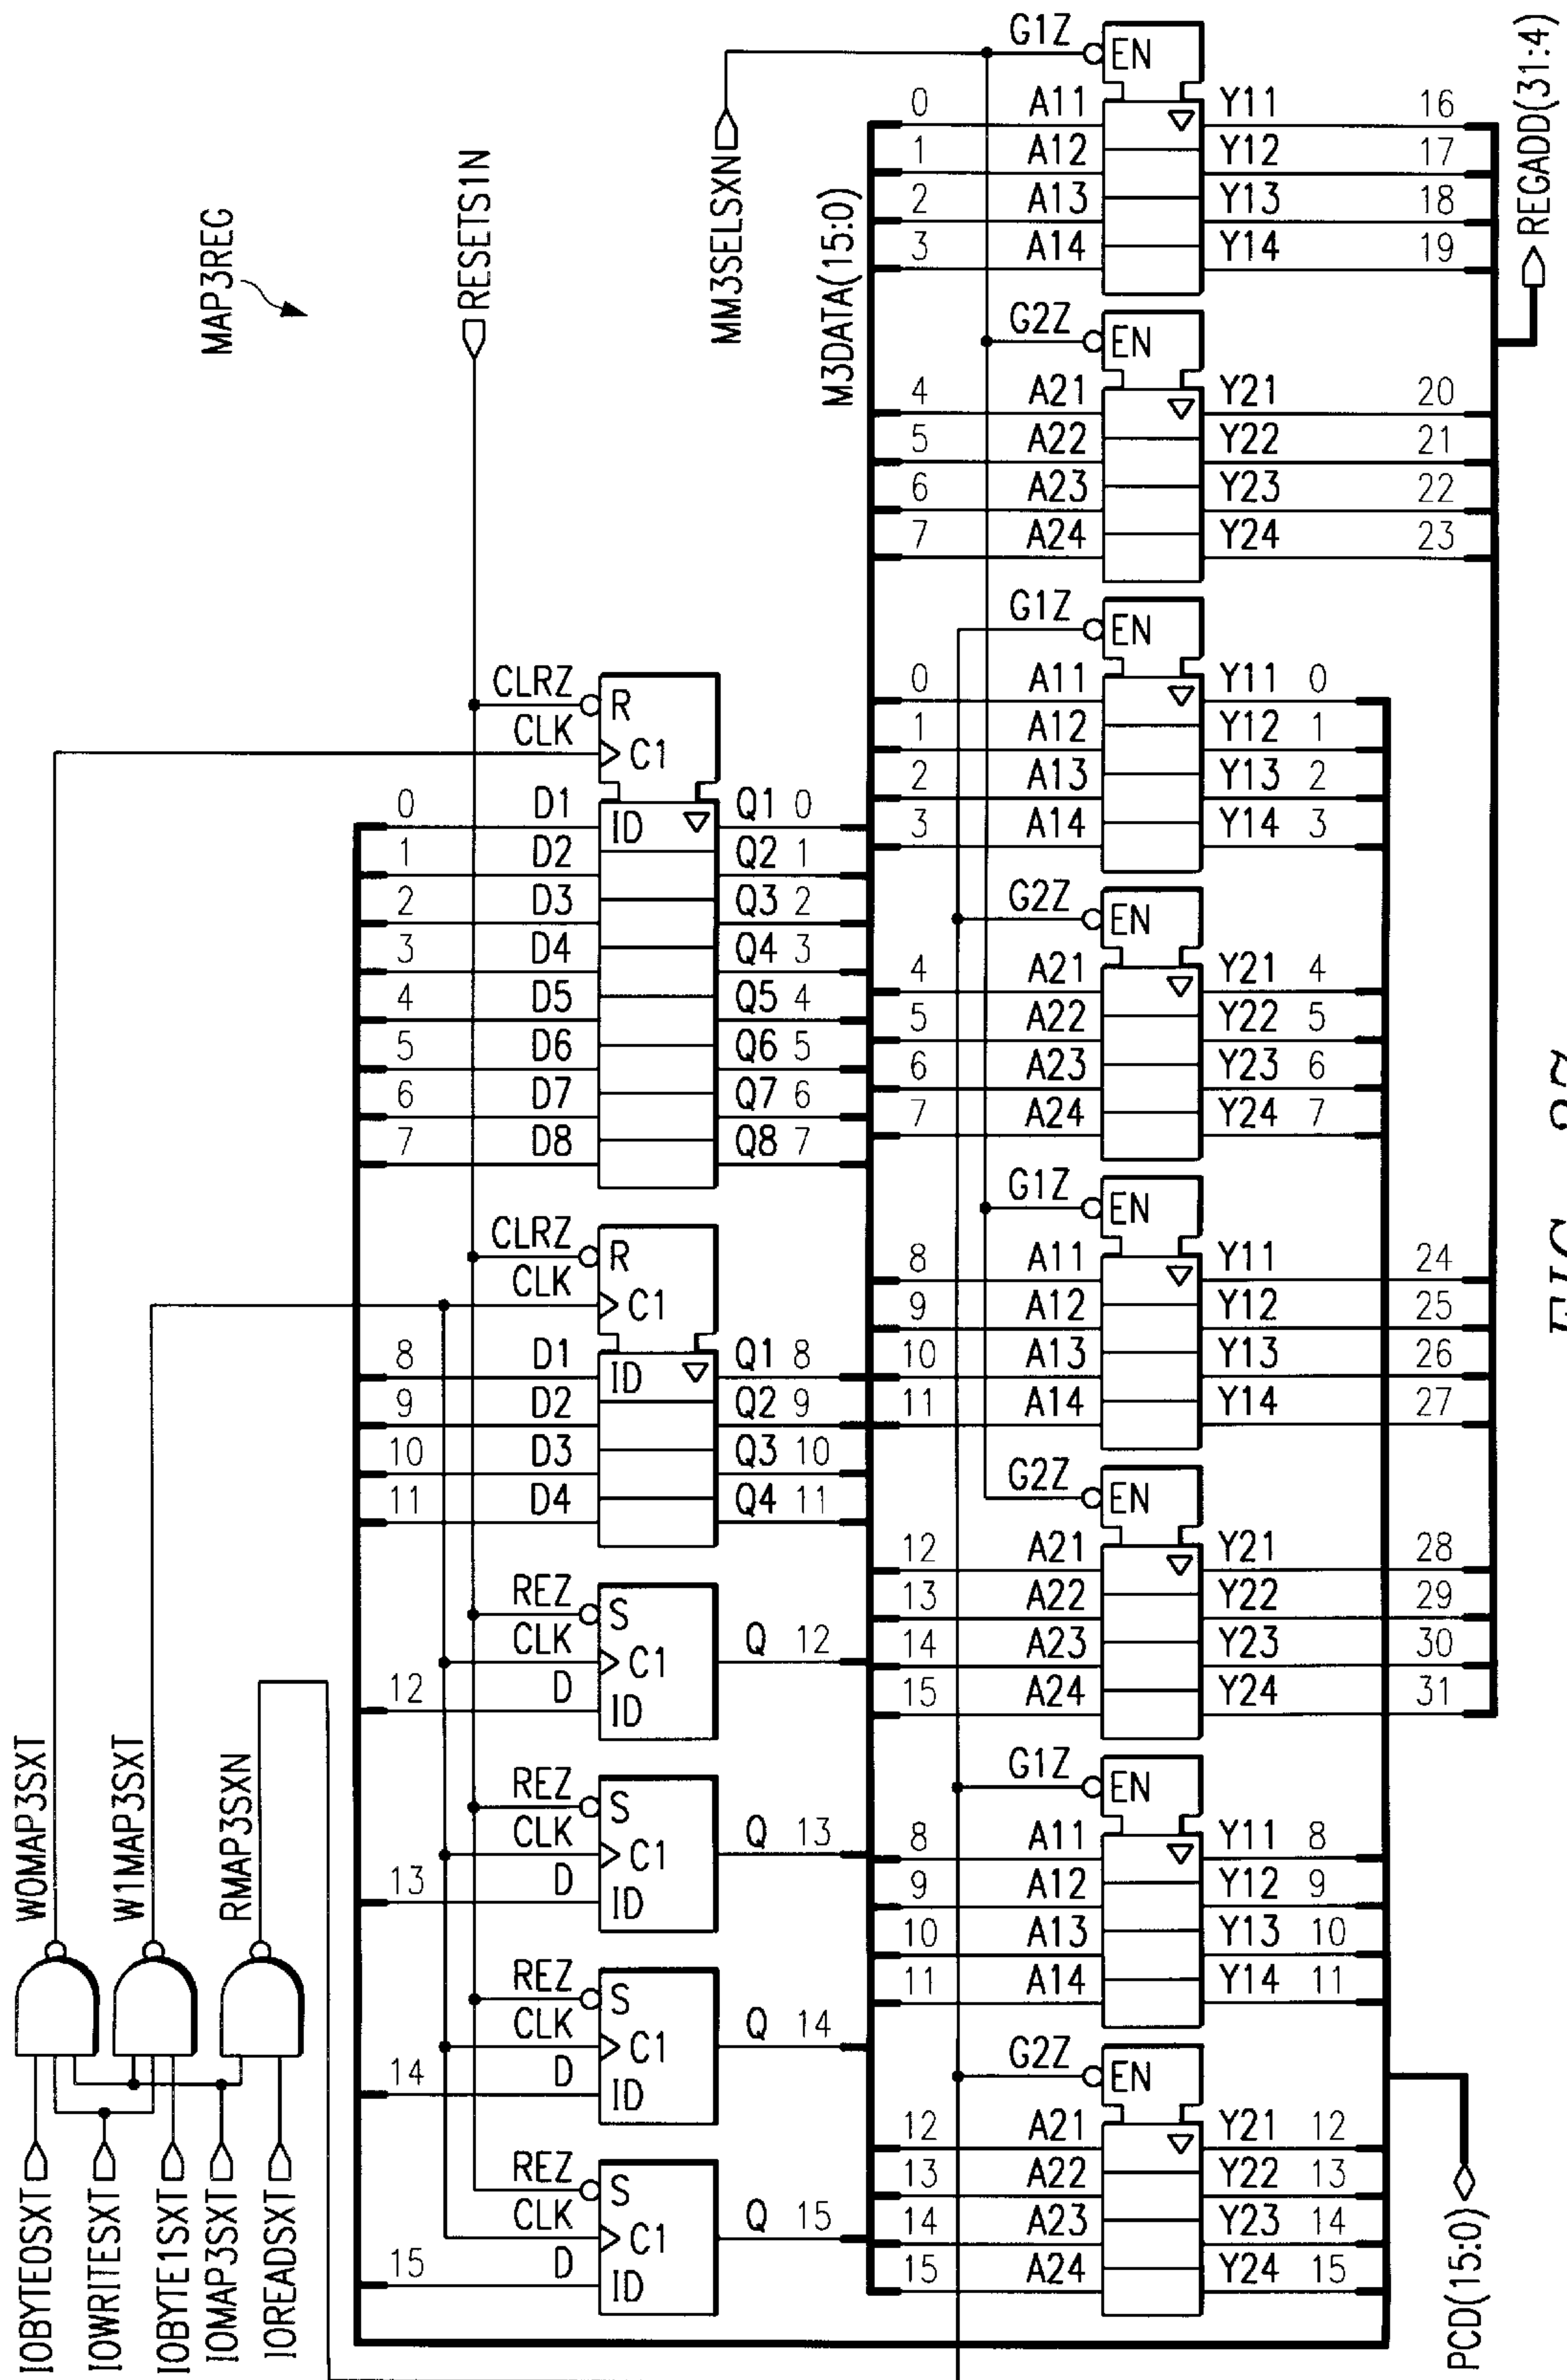 MAP3REG
RESETS1N
MM3SELSXN
M3DATA(15:0)
REGADD(31:4)
W0MAP3SXT
W1MAP3SXT
RMAP3SXN
IOBYTE0SXT
IOWRITESXT
IOBYTE1SXT
IOMAP3SXT
IOREADSXT
PCD(15:0)
CLRZ R
CLK C1
0 D1 ID Q1 0
1 D2 Q2 1
2 D3 Q3 2
3 D4 Q4 3
4 D5 Q5 4
5 D6 Q6 5
6 D7 Q7 6
7 D8 Q8 7
CLRZ R
CLK C1
8 D1 ID Q1 8
9 D2 Q2 9
10 D3 Q3 10
11 D4 Q4 11
REZ S
CLK C1 Q 12
12 D ID
REZ S
CLK C1 Q 13
13 D ID
REZ S
CLK C1 Q 14
14 D ID
REZ S
CLK C1 Q 15
15 D ID
G1Z EN
0 A11 Y11 16
1 A12 Y12 17
2 A13 Y13 18
3 A14 Y14 19
G2Z EN
4 A21 Y21 20
5 A22 Y22 21
6 A23 Y23 22
7 A24 Y24 23
G1Z EN
0 A11 Y11 0
1 A12 Y12 1
2 A13 Y13 2
3 A14 Y14 3
G2Z EN
4 A21 Y21 4
5 A22 Y22 5
6 A23 Y23 6
7 A24 Y24 7
G1Z EN
8 A11 Y11 24
9 A12 Y12 25
10 A13 Y13 26
11 A14 Y14 27
G2Z EN
12 A21 Y21 28
13 A22 Y22 29
14 A23 Y23 30
15 A24 Y24 31
G1Z EN
8 A11 Y11 8
9 A12 Y12 9
10 A13 Y13 10
11 A14 Y14 11
G2Z EN
12 A21 Y21 12
13 A22 Y22 13
14 A23 Y23 14
15 A24 Y24 15
FIG.